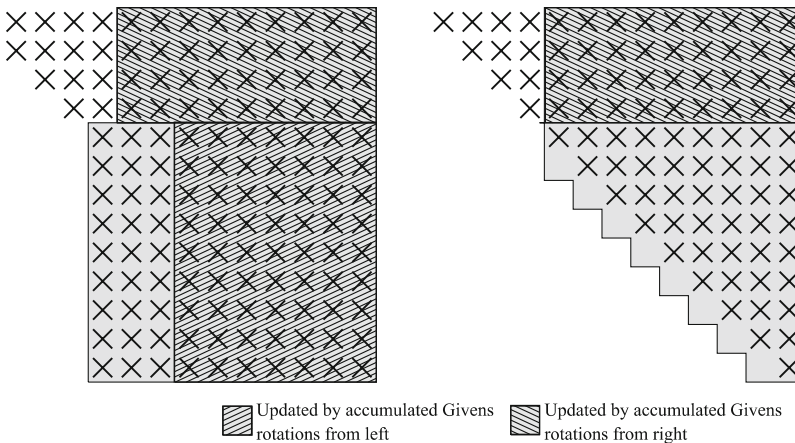 Updated by accumulated Givens
rotations from left
Updated by accumulated Givens
rotations from right